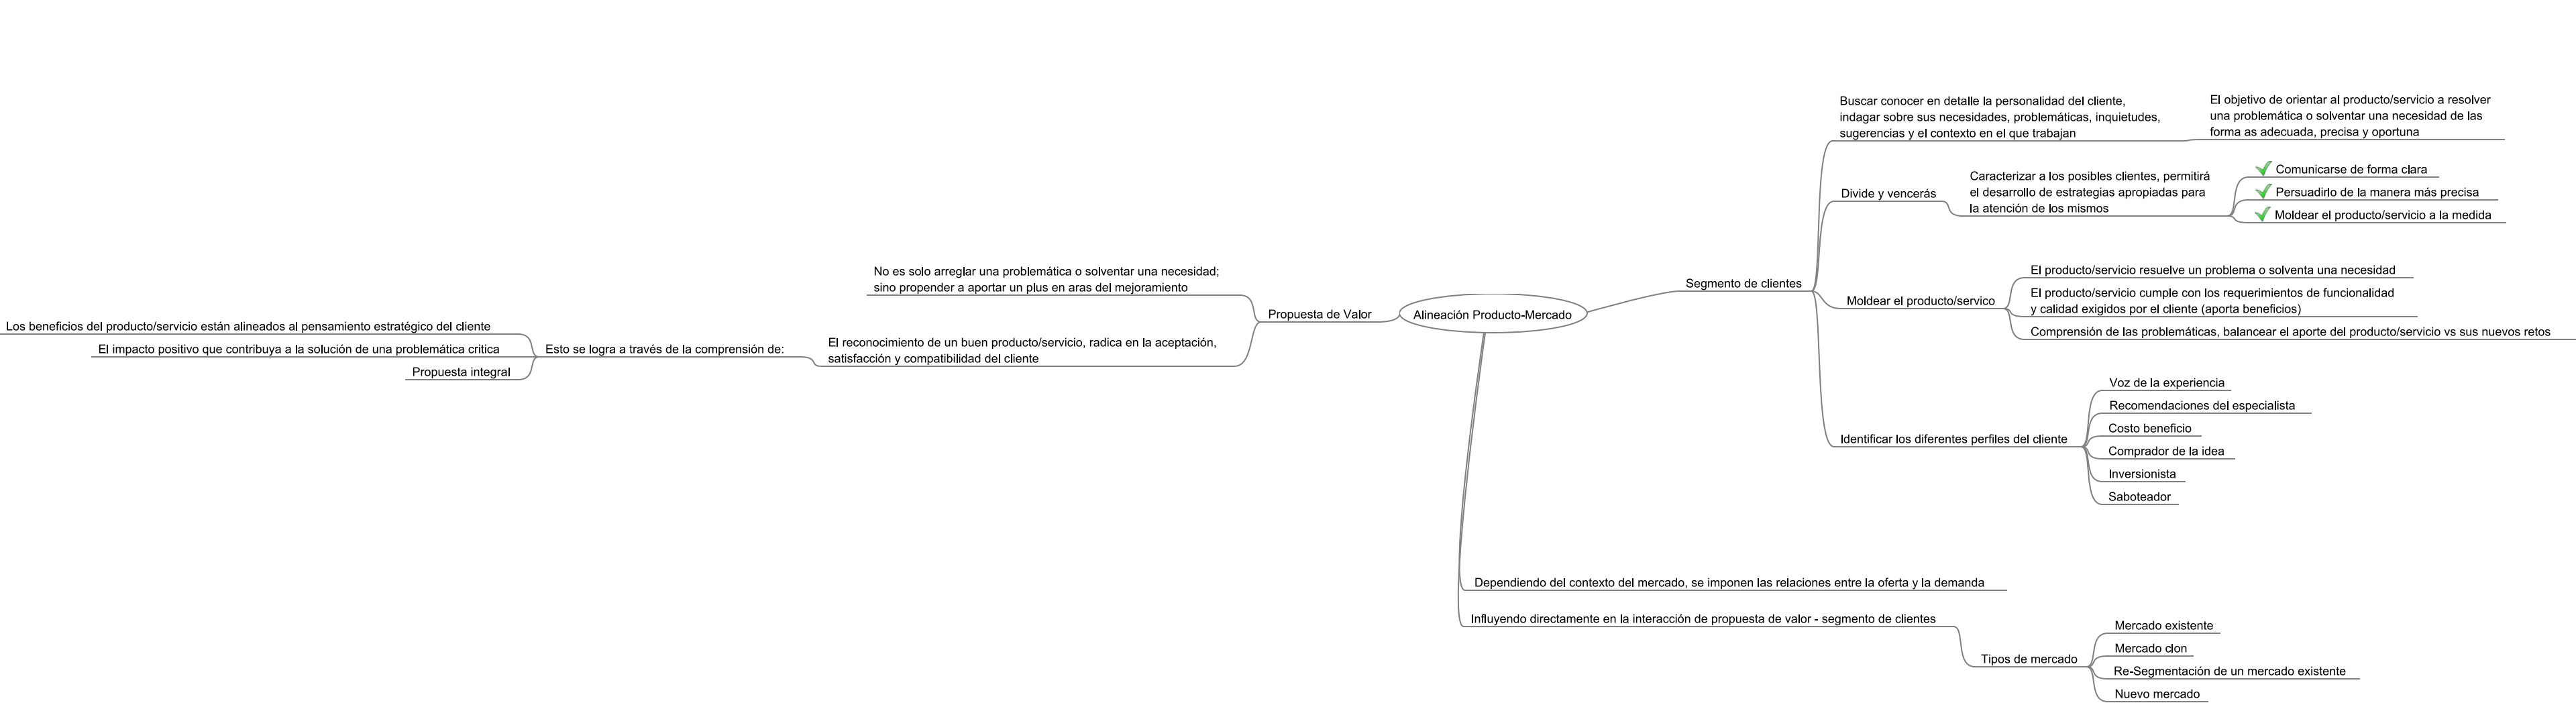 Alineación Producto-Mercado
Propuesta de Valor
No es solo arreglar una problemática o solventar una necesidad;
sino propender a aportar un plus en aras del mejoramiento
El reconocimiento de un buen producto/servicio, radica en la aceptación,
satisfacción y compatibilidad del cliente
Esto se logra a través de la comprensión de:
Los beneficios del producto/servicio están alineados al pensamiento estratégico del cliente
El impacto positivo que contribuya a la solución de una problemática critica
Propuesta integral
Segmento de clientes
Buscar conocer en detalle la personalidad del cliente,
indagar sobre sus necesidades, problemáticas, inquietudes,
sugerencias y el contexto en el que trabajan
El objetivo de orientar al producto/servicio a resolver
una problemática o solventar una necesidad de las
forma as adecuada, precisa y oportuna
Divide y vencerás
Caracterizar a los posibles clientes, permitirá
el desarrollo de estrategias apropiadas para
la atención de los mismos
Comunicarse de forma clara
Persuadirlo de la manera más precisa
Moldear el producto/servicio a la medida
Moldear el producto/servico
El producto/servicio resuelve un problema o solventa una necesidad
El producto/servicio cumple con los requerimientos de funcionalidad
y calidad exigidos por el cliente (aporta beneficios)
Comprensión de las problemáticas, balancear el aporte del producto/servicio vs sus nuevos retos
Identificar los diferentes perfiles del cliente
Voz de la experiencia
Recomendaciones del especialista
Costo beneficio
Comprador de la idea
Inversionista
Saboteador
Dependiendo del contexto del mercado, se imponen las relaciones entre la oferta y la demanda
Influyendo directamente en la interacción de propuesta de valor - segmento de clientes
Tipos de mercado
Mercado existente
Mercado clon
Re-Segmentación de un mercado existente
Nuevo mercado